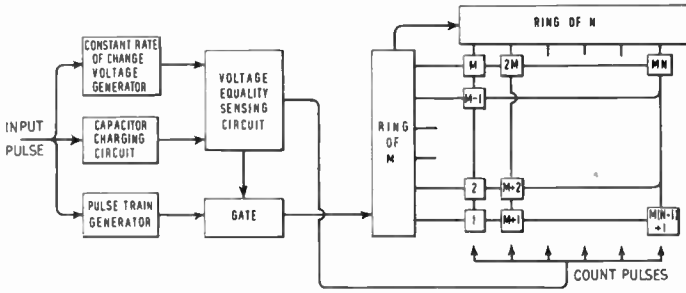 RING OF N
CONSTANT RATE
OF CHANGE
VOLTAGE
GENERATOR
VOLTAGE
EQUALITY
SENSING
CIRCUIT
M
2M
MN
M-1
INPUT
PULSE
CAPACITOR
CHARGING
CIRCUIT
RING
OF
M
PULSE TRAIN
GENERATOR
GATE
2
M+2
1
M+1
M(N-1)
+1
COUNT PULSES